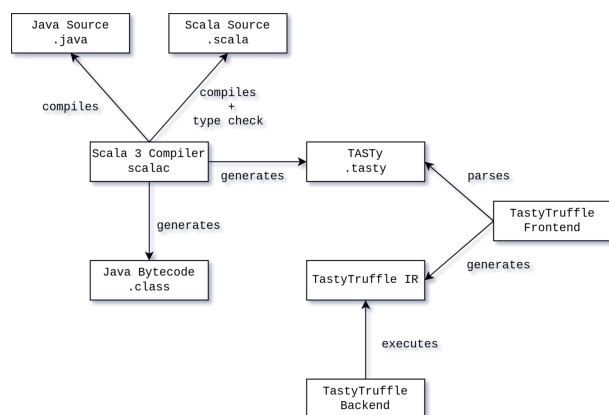 Java Source
.java
Scala Source
.scala
compiles
compiles
+
type check
Scala 3 Compiler
scalac
generates
TASTy
.tasty
parses
generates
TastyTruffle
Frontend
Java Bytecode
.class
TastyTruffle IR
generates
executes
TastyTruffle
Backend